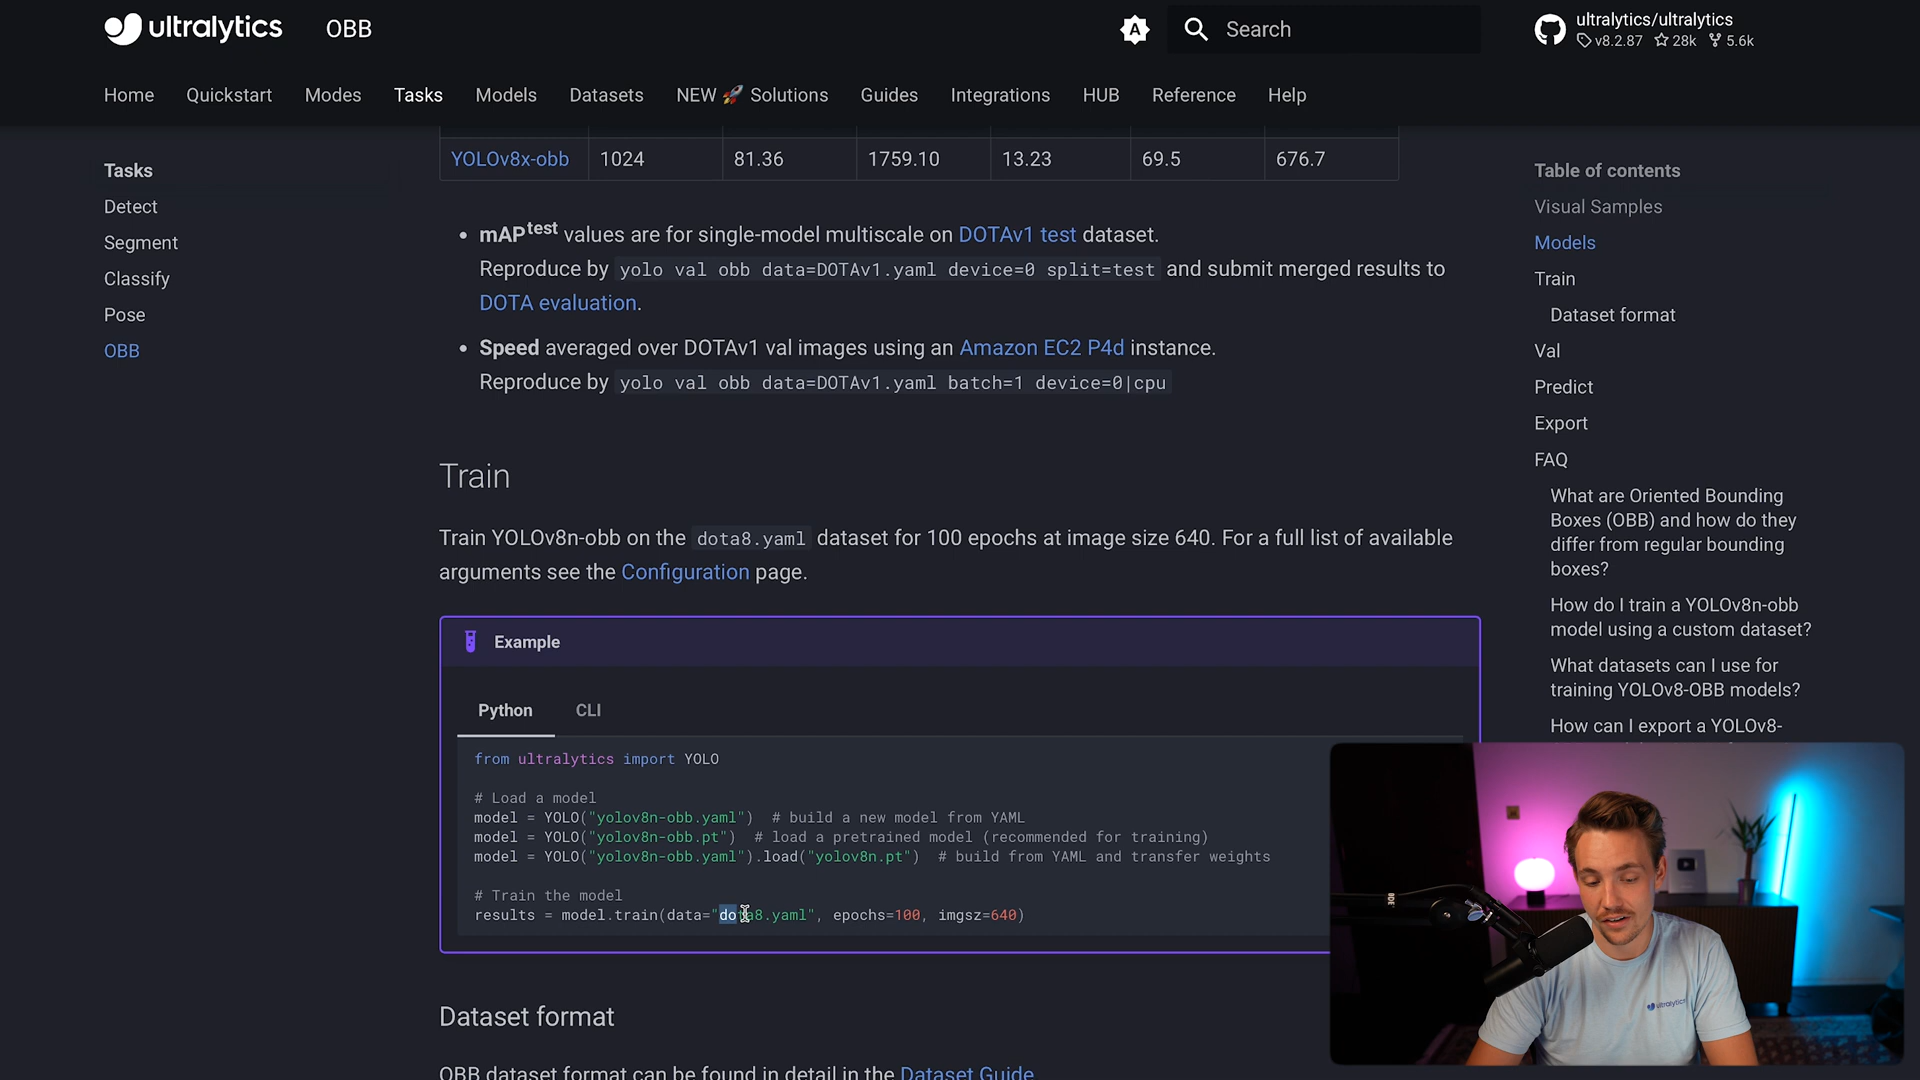 ultralytics OBB
Search
ultralytics/ultralytics
v8.2.87 28k 5.6k
Home Quickstart Modes Tasks Models Datasets NEW 🚀 Solutions Guides Integrations HUB Reference Help
Tasks
Detect
Segment
Classify
Pose
OBB
YOLOv8x-obb 1024 81.36 1759.10 13.23 69.5 676.7
mAPtest values are for single-model multiscale on DOTAv1 test dataset.
Reproduce by yolo val obb data=DOTAv1.yaml device=0 split=test and submit merged results to
DOTA evaluation.
Speed averaged over DOTAv1 val images using an Amazon EC2 P4d instance.
Reproduce by yolo val obb data=DOTAv1.yaml batch=1 device=0|cpu
Train
Train YOLOv8n-obb on the dota8.yaml dataset for 100 epochs at image size 640. For a full list of available
arguments see the Configuration page.
Example
Python CLI
from ultralytics import YOLO
# Load a model
model = YOLO("yolov8n-obb.yaml")  # build a new model from YAML
model = YOLO("yolov8n-obb.pt")  # load a pretrained model (recommended for training)
model = YOLO("yolov8n-obb.yaml").load("yolov8n.pt")  # build from YAML and transfer weights
# Train the model
results = model.train(data="dota8.yaml", epochs=100, imgsz=640)
Dataset format
OBB dataset format can be found in detail in the Dataset Guide
Table of contents
Visual Samples
Models
Train
Dataset format
Val
Predict
Export
FAQ
What are Oriented Bounding
Boxes (OBB) and how do they
differ from regular bounding
boxes?
How do I train a YOLOv8n-obb
model using a custom dataset?
What datasets can I use for
training YOLOv8-OBB models?
How can I export a YOLOv8-
ultralytics